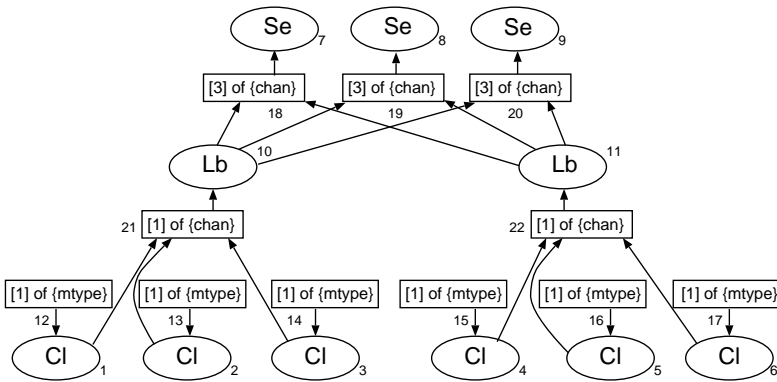 Se 7 Se 8 Se 9
[3] of {chan} [3] of {chan} [3] of {chan}
18 19 20
Lb 10 Lb 11
21 [1] of {chan} 22 [1] of {chan}
[1] of {mtype} [1] of {mtype} [1] of {mtype} [1] of {mtype} [1] of {mtype} [1] of {mtype}
12 13 14 15 16 17
Cl 1 Cl 2 Cl 3 Cl 4 Cl 5 Cl 6